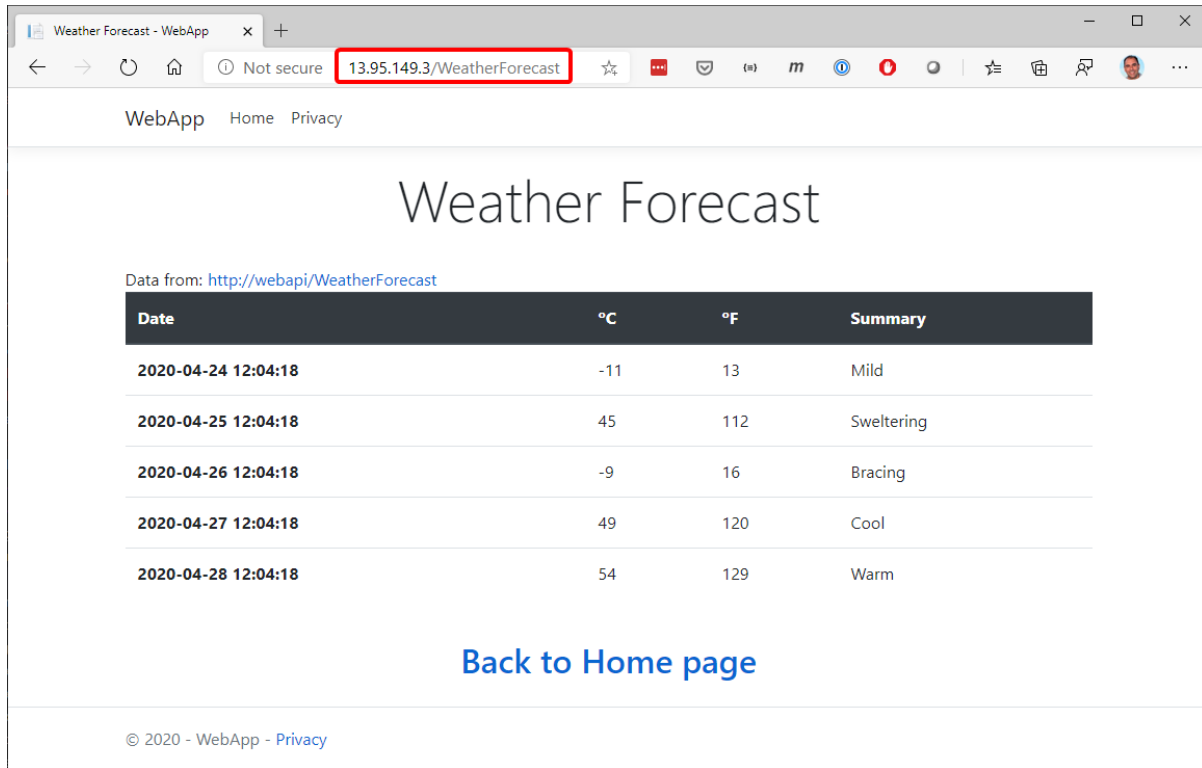 Weather Forecast - WebApp
Not secure 13.95.149.3/WeatherForecast
WebApp Home Privacy
Weather Forecast
Data from: http://webapi/WeatherForecast
Date ºC ºF Summary
2020-04-24 12:04:18 -11 13 Mild
2020-04-25 12:04:18 45 112 Sweltering
2020-04-26 12:04:18 -9 16 Bracing
2020-04-27 12:04:18 49 120 Cool
2020-04-28 12:04:18 54 129 Warm
Back to Home page
© 2020 - WebApp - Privacy